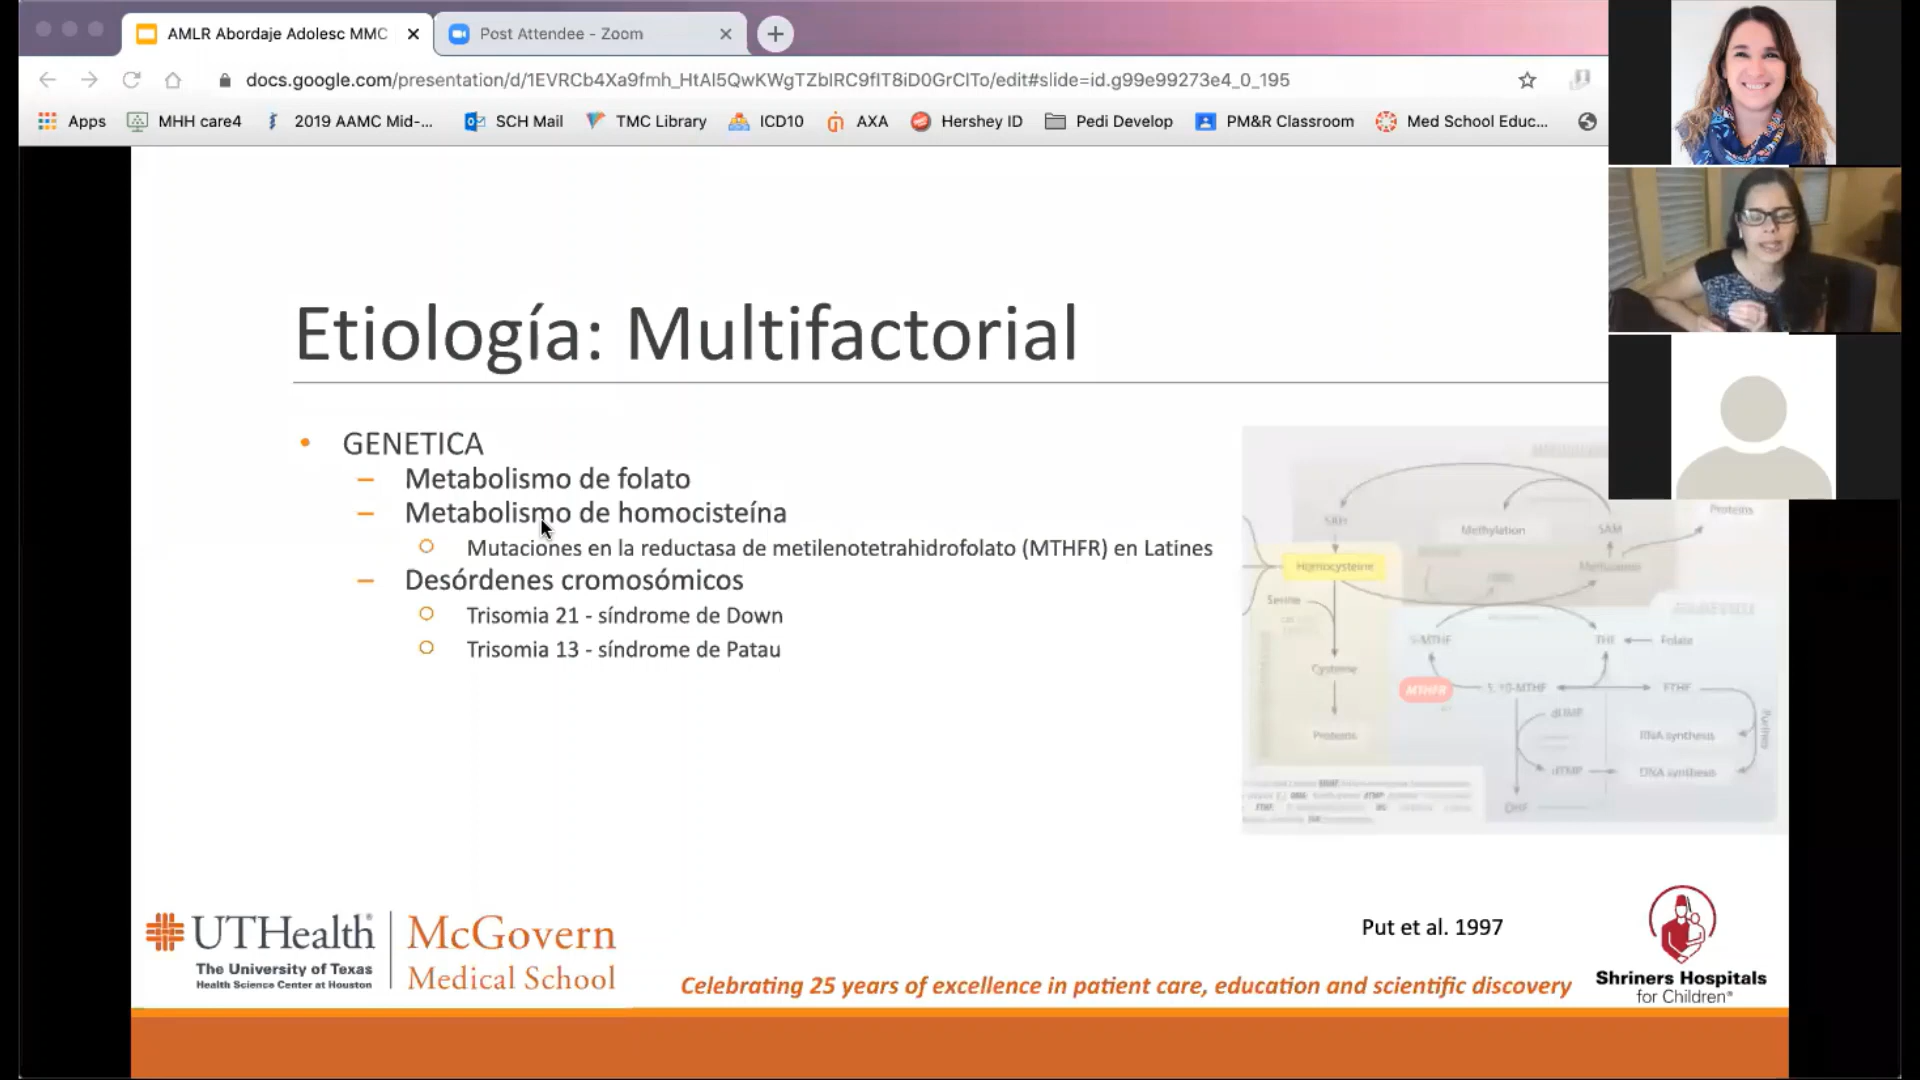 AMLR Abordaje Adolesc MMC
Post Attendee - Zoom
docs.google.com/presentation/d/1EVRCb4Xa9fmh_HtAI5QwKWgTZbIRC9fIT8iD0GrCITo/edit#slide=id.g99e99273e4_0_195
Apps MHH care4 2019 AAMC Mid-... SCH Mail TMC Library ICD10 AXA Hershey ID Pedi Develop PM&R Classroom Med School Educ...
Etiología: Multifactorial
• GENETICA
– Metabolismo de folato
– Metabolismo de homocisteína
○ Mutaciones en la reductasa de metilenotetrahidrofolato (MTHFR) en Latines
– Desórdenes cromosómicos
○ Trisomia 21 - síndrome de Down
○ Trisomia 13 - síndrome de Patau
Proteins
SAH
Methylation
SAM
Homocysteine
Methionine
Serine
5-MTHF
THF
Folate
Cysteine
MTHFR
5, 10-MTHF
FTHF
dUMP
Purines
Proteins
RNA synthesis
dTMP
DNA synthesis
DHF
Put et al. 1997
UTHealth
The University of Texas
Health Science Center at Houston
McGovern
Medical School
Celebrating 25 years of excellence in patient care, education and scientific discovery
Shriners Hospitals
for Children®